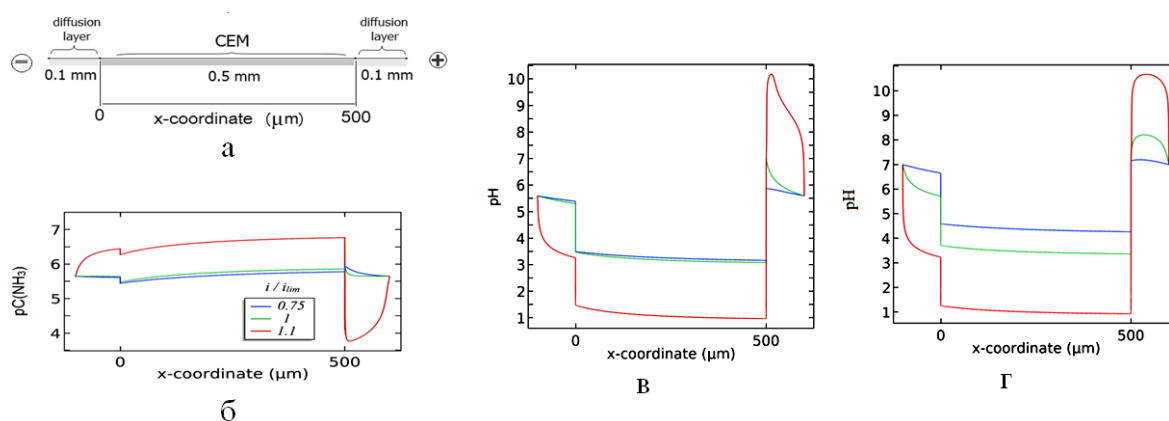 diffusion
layer
CEM
diffusion
layer
− +
0.1 mm
0.5 mm
0.1 mm
0 500
x-coordinate (μm)
а
7
6
5
4
pC(NH₃)
i / i lim
0.75
1
1.1
0 500
x-coordinate (μm)
б
10
9
8
7
6
5
4
3
2
1
pH
0 500
x-coordinate (μm)
в
10
9
8
7
6
5
4
3
2
1
pH
0 500
x-coordinate (μm)
г